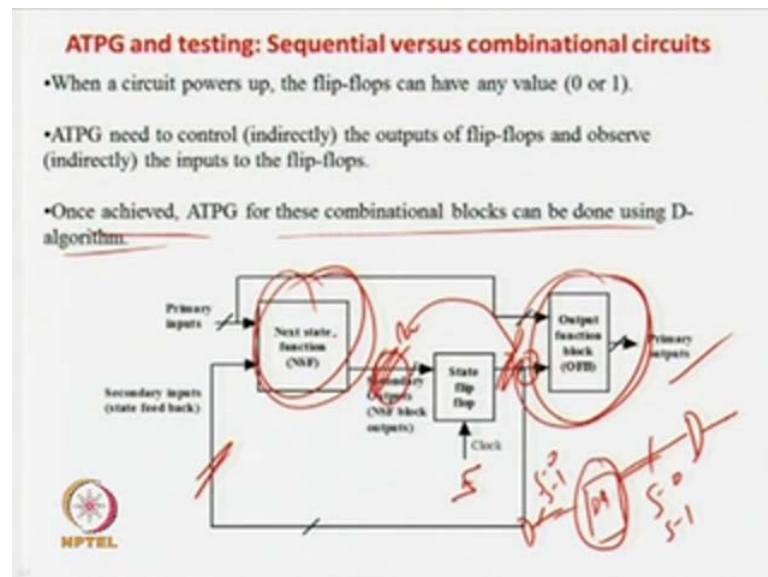 ATPG and testing: Sequential versus combinational circuits
•When a circuit powers up, the flip-flops can have any value (0 or 1).
•ATPG need to control (indirectly) the outputs of flip-flops and observe
(indirectly) the inputs to the flip-flops.
•Once achieved, ATPG for these combinational blocks can be done using D-
algorithm.
Primary
inputs
Next state
function
(NSF)
Secondary inputs
(state feed back)
Secondary
Outputs
(NSF block
outputs)
State
flip
flop
Clock
Output
function
block
(OFB)
Primary
outputs
S-0
S-1
S-0
S-1
NPTEL